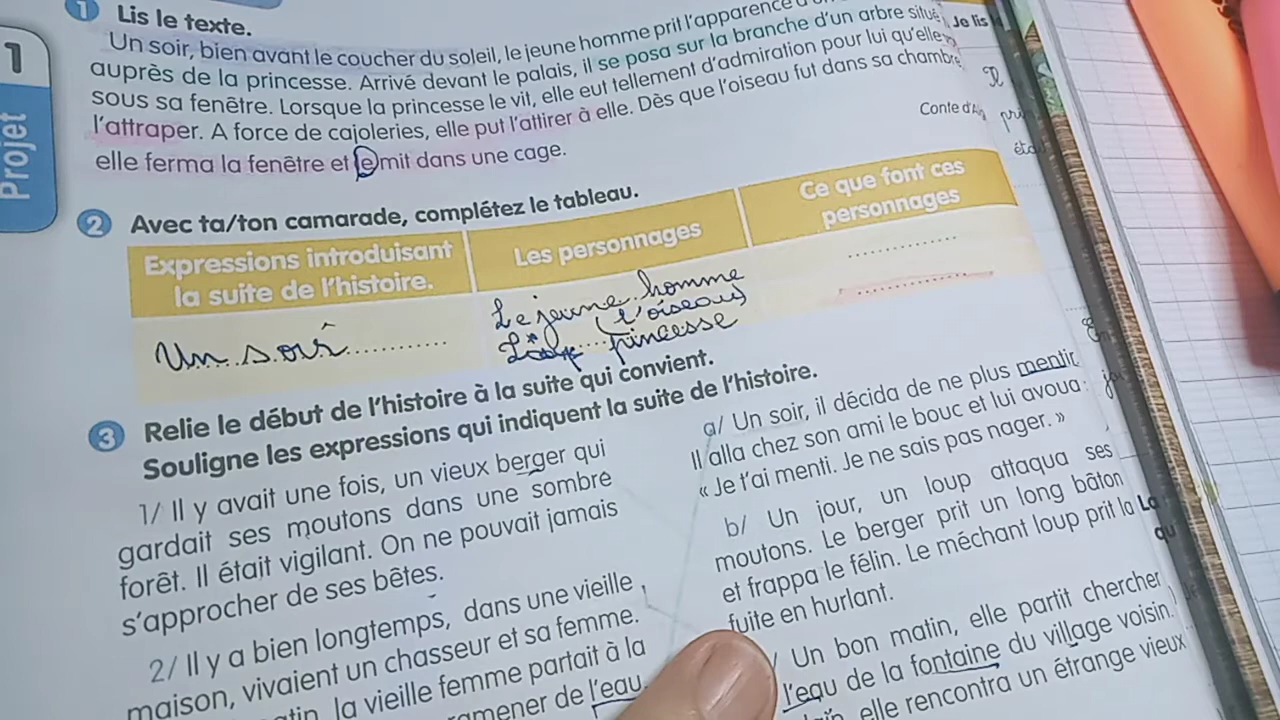 1 Lis le texte.
Un soir, bien avant le coucher du soleil, le jeune homme prit l'apparence
auprès de la princesse. Arrivé devant le palais, il se posa sur la branche d'un arbre situé
sous sa fenêtre. Lorsque la princesse le vit, elle eut tellement d'admiration pour lui qu'elle
l'attraper. A force de cajoleries, elle put l'attirer à elle. Dès que l'oiseau fut dans sa chambre
elle ferma la fenêtre et le mit dans une cage.
Conte
1
Projet
2 Avec ta/ton camarade, complétez le tableau.
Expressions introduisant
la suite de l'histoire.
Les personnages
Ce que font ces
personnages
Un soir
Le jeune homme
(l'oiseau)
princesse
3 Relie le début de l'histoire à la suite qui convient.
Souligne les expressions qui indiquent la suite de l'histoire.
1/ Il y avait une fois, un vieux berger qui
gardait ses moutons dans une sombre
forêt. Il était vigilant. On ne pouvait jamais
s'approcher de ses bêtes.
2/ Il y a bien longtemps, dans une vieille
maison, vivaient un chasseur et sa femme.
la vieille femme partait à la
de l'eau
a/ Un soir, il décida de ne plus mentir.
Il alla chez son ami le bouc et lui avoua :
« Je t'ai menti. Je ne sais pas nager. »
b/ Un jour, un loup attaqua ses
moutons. Le berger prit un long bâton
et frappa le félin. Le méchant loup prit la
fuite en hurlant.
Un bon matin, elle partit chercher
l'eau de la fontaine du village voisin.
elle rencontra un étrange vieux
Je lis
La